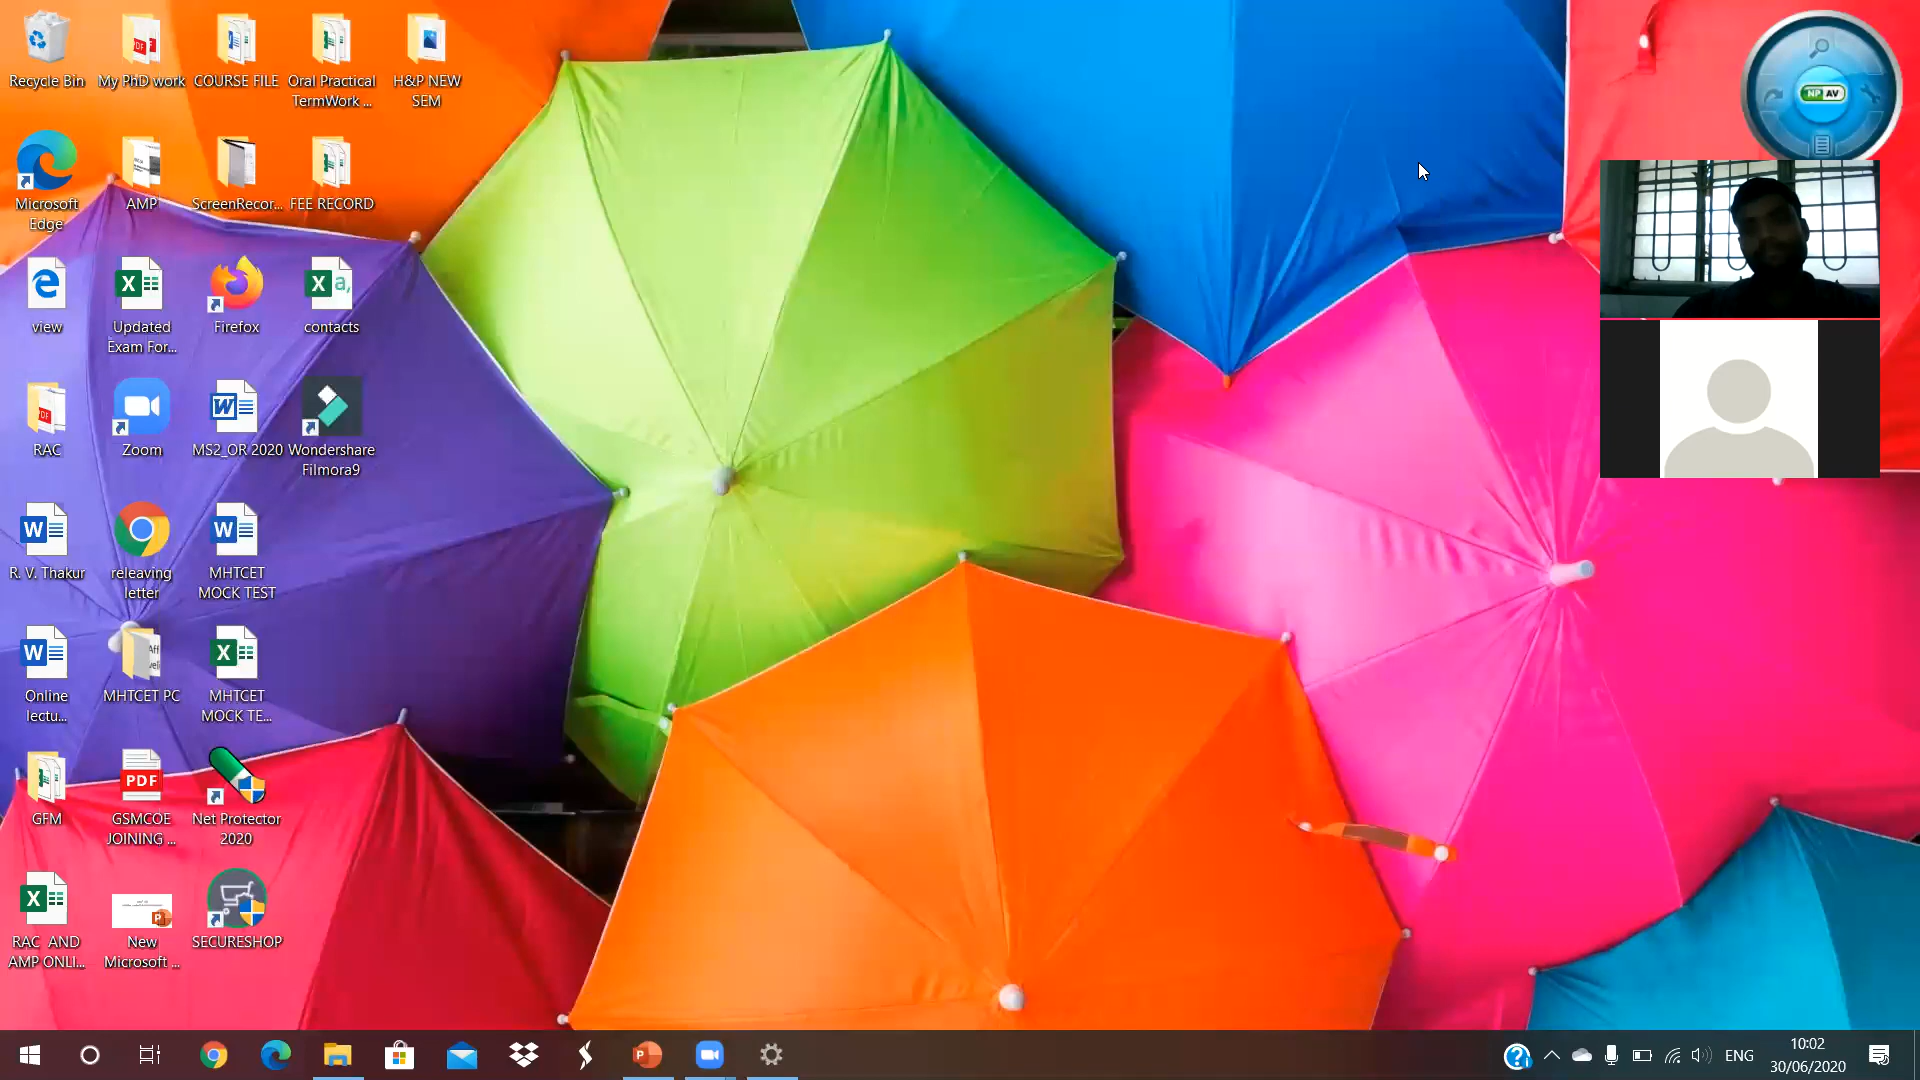 Recycle Bin
My PhD work
COURSE FILE
Oral Practical
TermWork ...
H&P NEW
SEM
Microsoft
Edge
AMP
ScreenRecor...
FEE RECORD
view
Updated
Exam For...
Firefox
contacts
RAC
Zoom
MS2_OR 2020
Wondershare
Filmora9
R. V. Thakur
releaving
letter
MHTCET
MOCK TEST
Online
lectu...
MHTCET PC
MHTCET
MOCK TE...
GFM
PDF
GSMCOE
JOINING ...
Net Protector
2020
RAC AND
AMP ONLI...
New
Microsoft ...
SECURESHOP
NP AV
ENG
10:02
30/06/2020